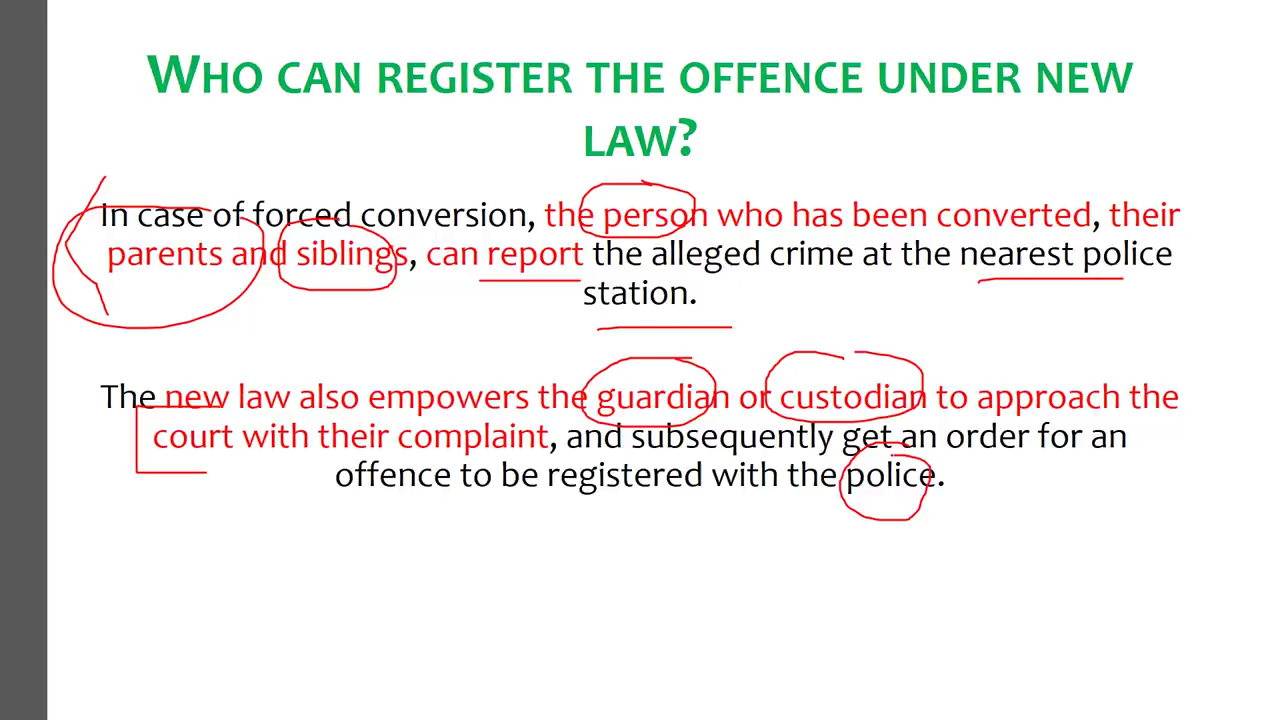 WHO CAN REGISTER THE OFFENCE UNDER NEW
LAW?
In case of forced conversion, the person who has been converted, their
parents and siblings, can report the alleged crime at the nearest police
station.
The new law also empowers the guardian or custodian to approach the
court with their complaint, and subsequently get an order for an
offence to be registered with the police.